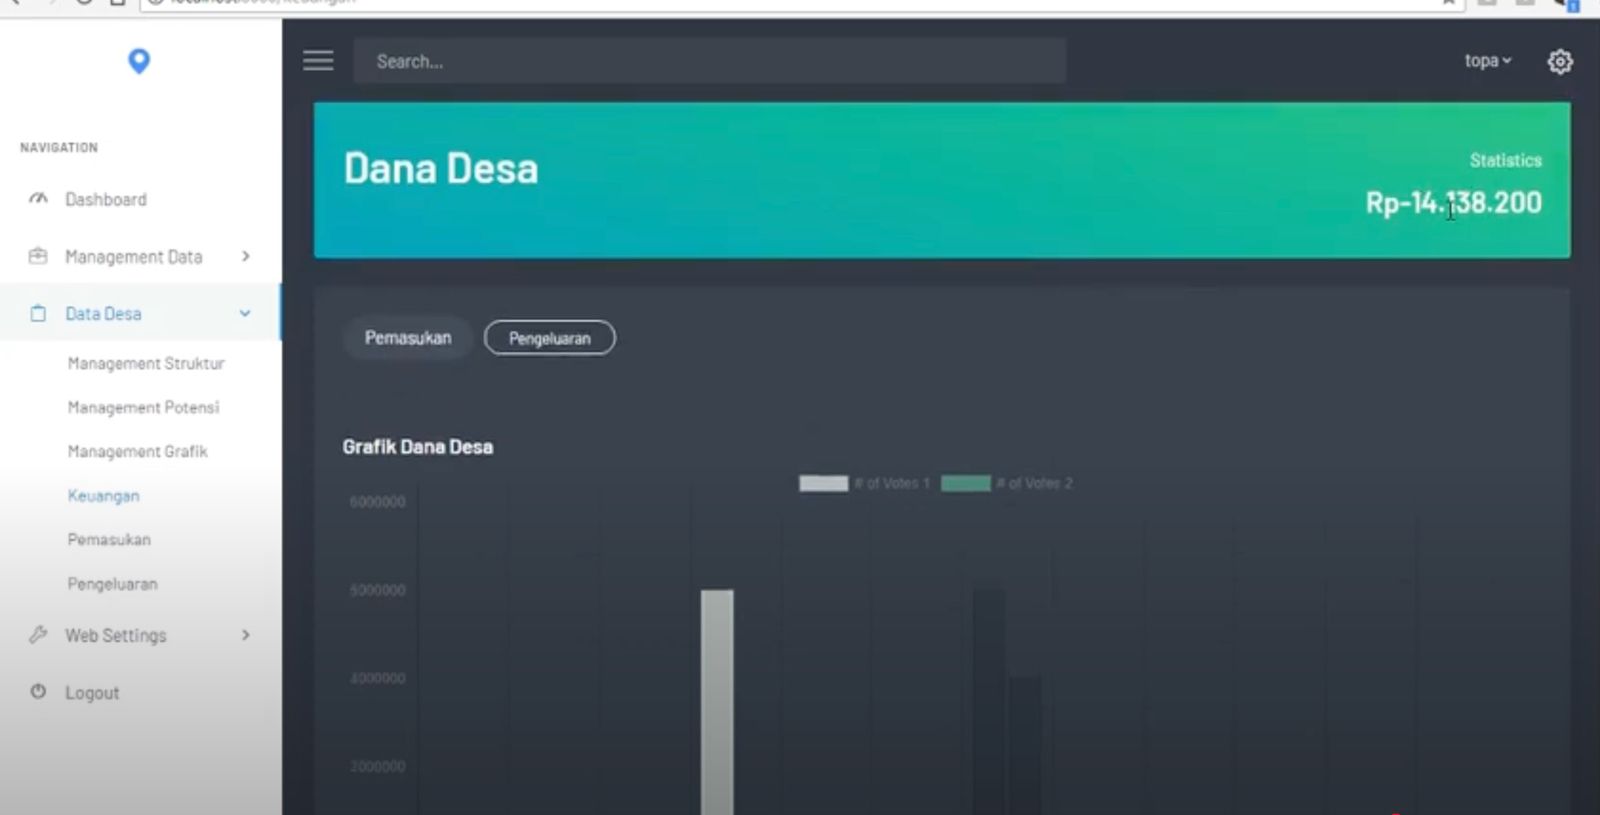 Search...
topa
NAVIGATION
Dashboard
Management Data
Data Desa
Management Struktur
Management Potensi
Management Grafik
Keuangan
Pemasukan
Pengeluaran
Web Settings
Logout
Dana Desa
Statistics
Rp-14.138.200
Pemasukan
Pengeluaran
Grafik Dana Desa
# of Votes 1
# of Votes 2
6000000
5000000
4000000
2000000